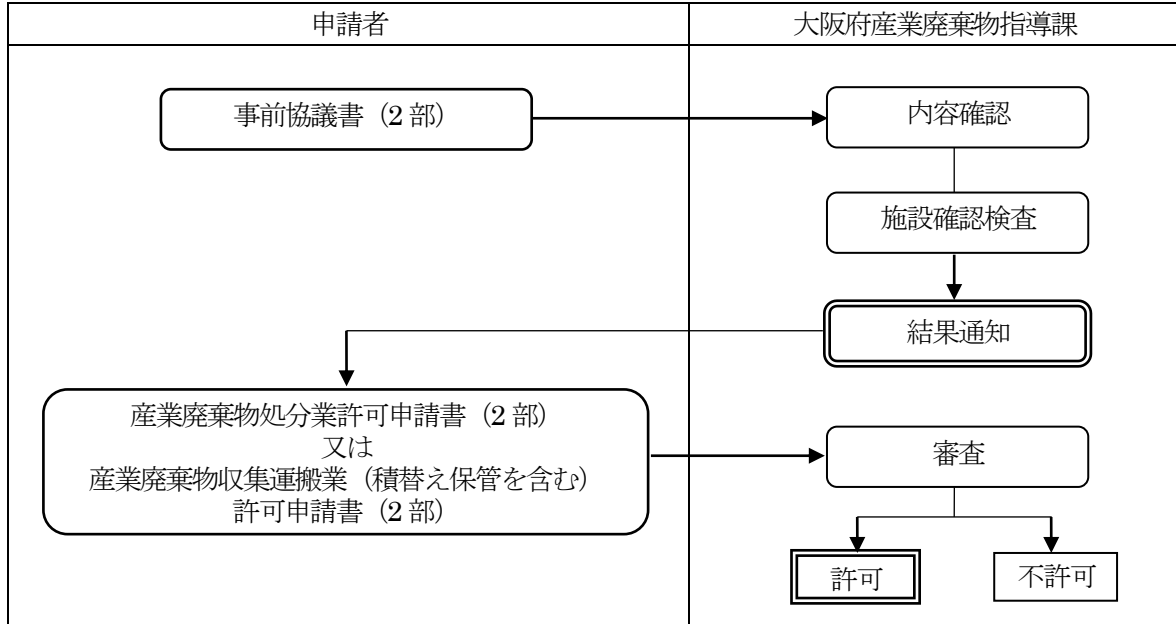 申請者
大阪府産業廃棄物指導課
事前協議書（2 部）
内容確認
施設確認検査
結果通知
産業廃棄物処分業許可申請書（2 部）
又は
産業廃棄物収集運搬業（積替え保管を含む）
許可申請書（2 部）
審査
許可
不許可